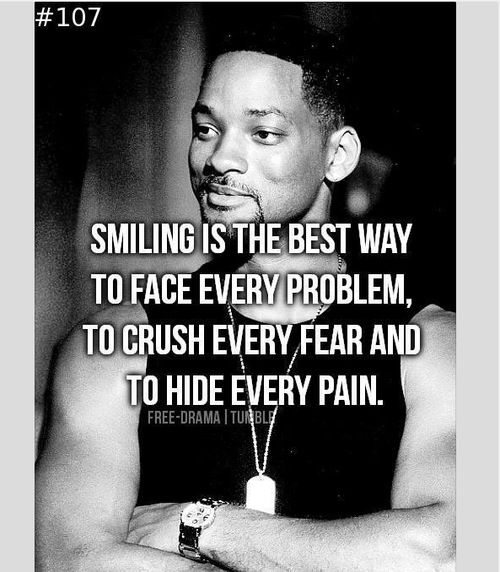 #107
SMILING IS THE BEST WAY
TO FACE EVERY PROBLEM,
TO CRUSH EVERY FEAR AND
TO HIDE EVERY PAIN.
FREE-DRAMA | TUMBLR